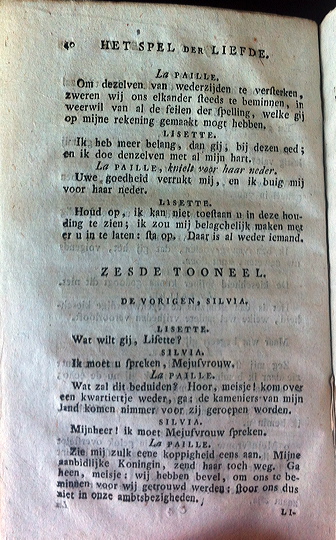 40 HET SPEL DER LIEFDE.
La PAILLE.
Om dezelven van wederzijden te versterken,
zweren wij ons elkander steeds te beminnen, in
weerwil van al de feilen der spelling, welke gij
op mijne rekening gemaakt mogt hebben.
LISETTE.
Ik heb meer belang, dan gij, bij dezen eed;
en ik doe denzelven met al mijn hart.
La PAILLE, knielt voor haar neder.
Uwe goedheid verrukt mij, en ik buig mij
voor haar neder.
LISETTE.
Houd op, ik kan niet toestaan u in deze hou-
ding te zien; ik zou mij belagchelijk maken met
er u in te laten: sta op. Daar is al weder iemand.
ZESDE TOONEEL.
DE VORIGEN, SILVIA.
LISETTE.
Wat wilt gij, Lisette?
SILVIA.
Ik moet u spreken, Mejufvrouw.
La PAILLE.
Wat zal dit beduiden? Hoor, meisje! kom over
een kwartiertje weder, ga: de kameniers van mijn
land komen nimmer voor zij geroepen worden.
SILVIA.
Mijnheer! ik moet Mejufvrouw spreken.
La PAILLE.
Zie mij zulk eene koppigheid eens aan. Mijne
aanbidlijke Koningin, zend haar toch weg. Ga
heen, meisje: wij hebben bevel, om ons te be-
minnen voor wij getrouwd werden: stoor ons dus
niet in onze ambtsbezigheden.
LI-